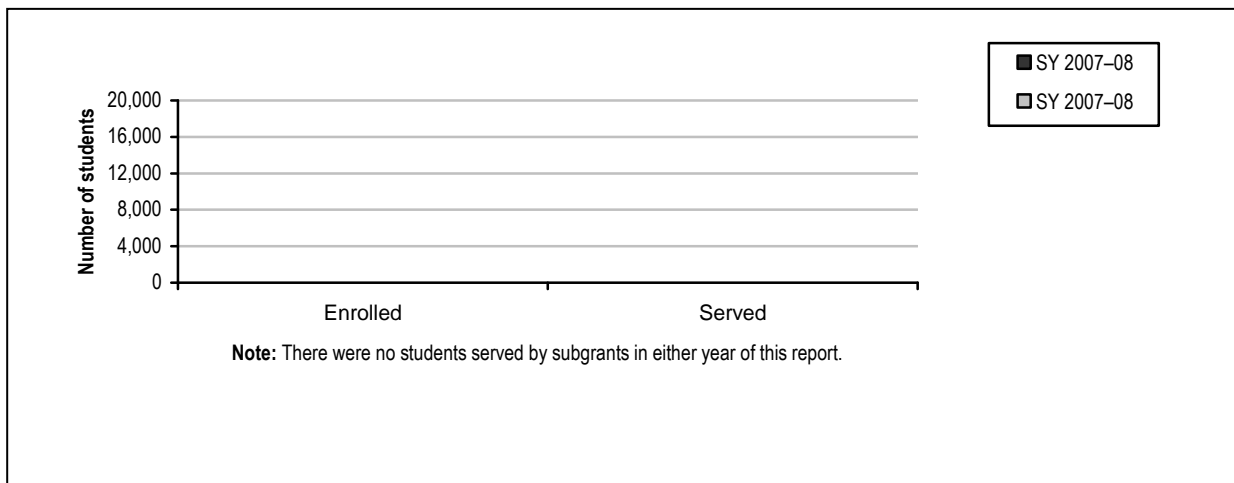 SY 2007–08
SY 2007–08
Number of students
20,000
16,000
12,000
8,000
4,000
0
Enrolled Served
Note: There were no students served by subgrants in either year of this report.